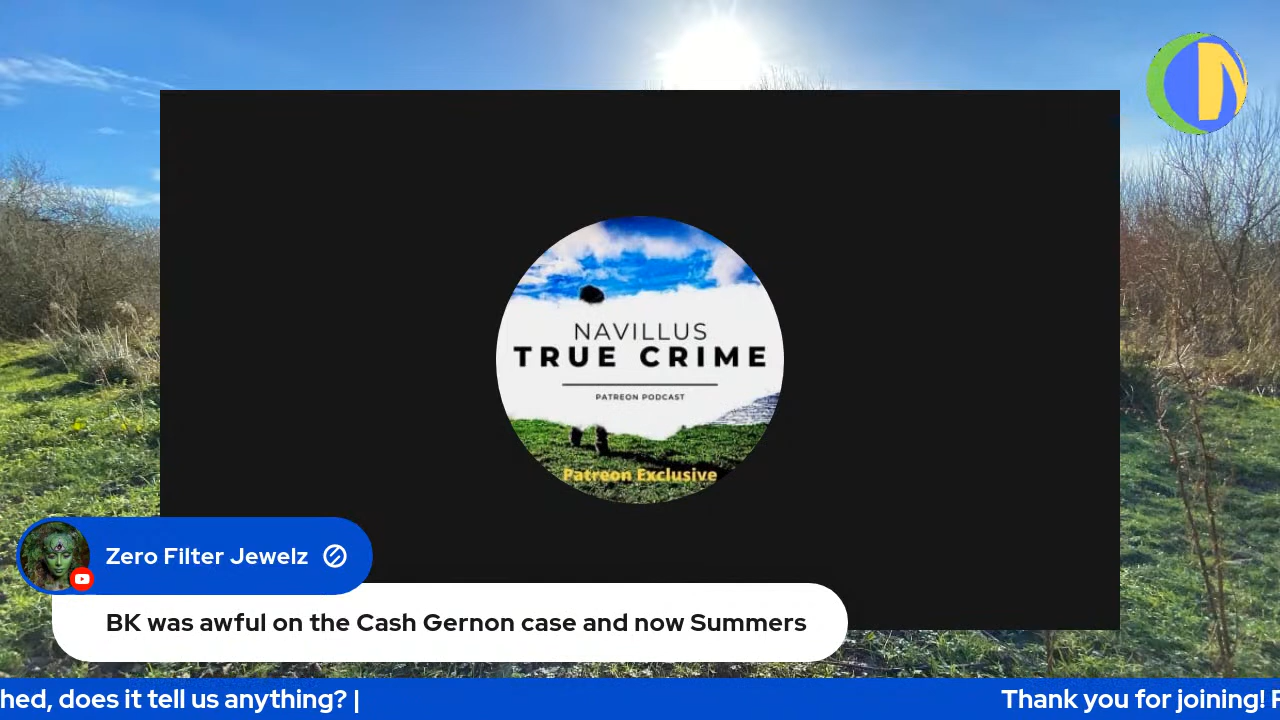 NAVILLUS
TRUE CRIME
PATREON PODCAST
Patreon Exclusive
Zero Filter Jewelz
BK was awful on the Cash Gernon case and now Summers
hed, does it tell us anything? | Thank you for joining!